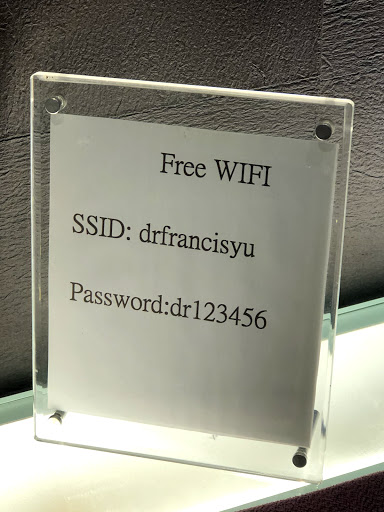 Free WIFI
SSID: drfrancisyu
Password:dr123456